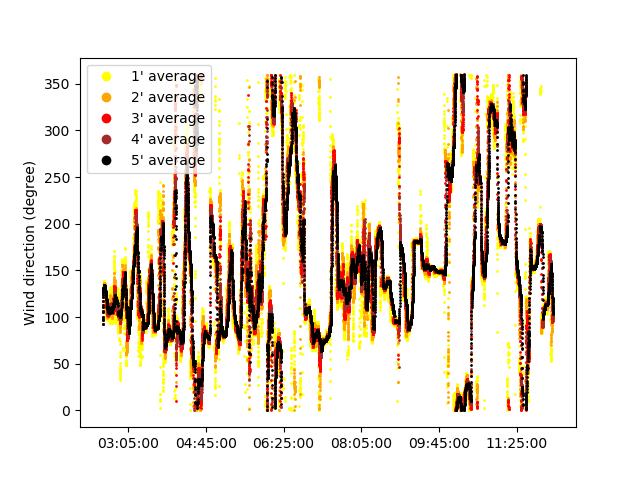 1' average
2' average
3' average
4' average
5' average
Wind direction (degree)
350
300
250
200
150
100
50
0
03:05:00 04:45:00 06:25:00 08:05:00 09:45:00 11:25:00